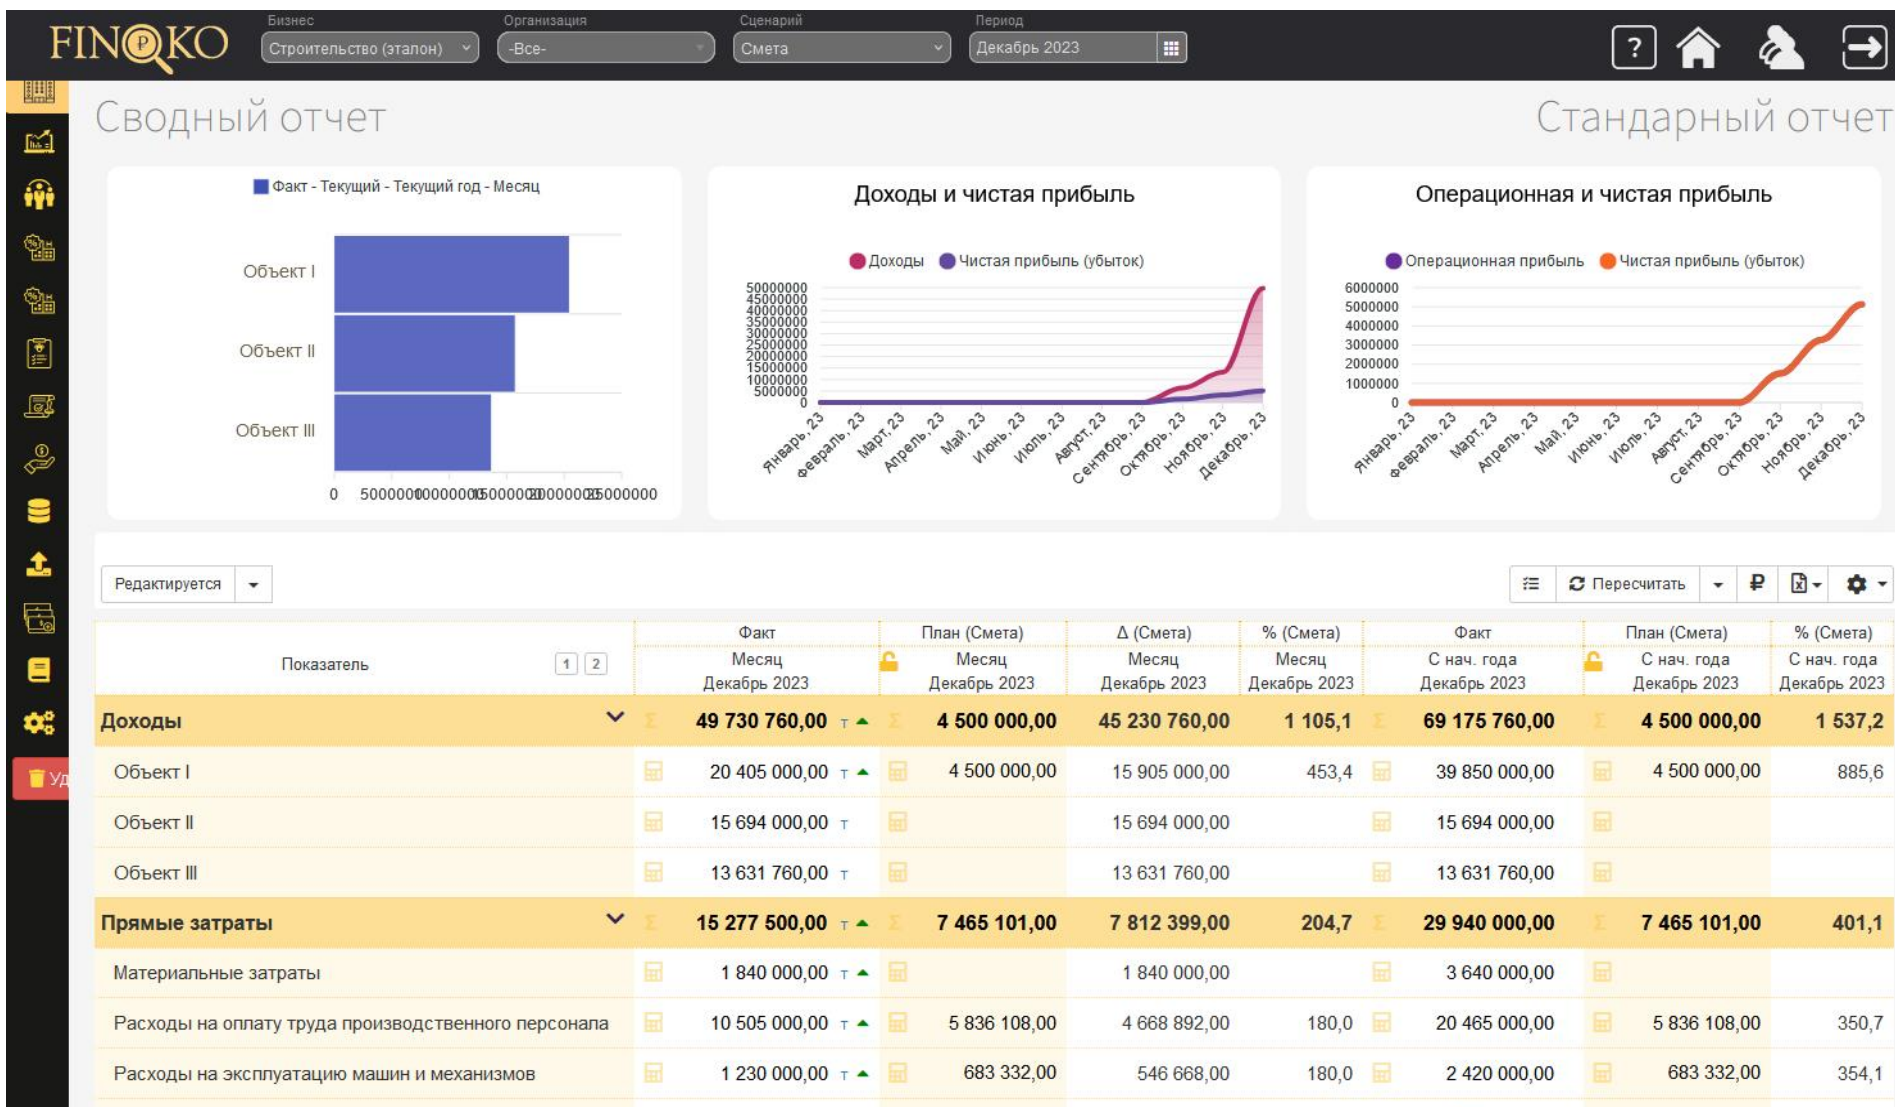 FINOKO
Бизнес
Строительство (эталон)
Организация
-Все-
Сценарий
Смета
Период
Декабрь 2023
?
Сводный отчет
Стандарный отчет
Факт - Текущий - Текущий год - Месяц
Объект I
Объект II
Объект III
0 5000000 10000000 15000000 20000000 25000000
Доходы и чистая прибыль
Доходы Чистая прибыль (убыток)
50000000
45000000
40000000
35000000
30000000
25000000
20000000
15000000
10000000
5000000
0
Январь, 23 Февраль, 23 Март, 23 Апрель, 23 Май, 23 Июнь, 23 Июль, 23 Август, 23 Сентябрь, 23 Октябрь, 23 Ноябрь, 23 Декабрь, 23
Операционная и чистая прибыль
Операционная прибыль Чистая прибыль (убыток)
6000000
5000000
4000000
3000000
2000000
1000000
0
Январь, 23 Февраль, 23 Март, 23 Апрель, 23 Май, 23 Июнь, 23 Июль, 23 Август, 23 Сентябрь, 23 Октябрь, 23 Ноябрь, 23 Декабрь, 23
Редактируется
Пересчитать ₽
Показатель 1 2
Факт План (Смета) Δ (Смета) % (Смета) Факт План (Смета) % (Смета)
Месяц Месяц Месяц Месяц С нач. года С нач. года С нач. года
Декабрь 2023 Декабрь 2023 Декабрь 2023 Декабрь 2023 Декабрь 2023 Декабрь 2023 Декабрь 2023
Доходы Σ 49 730 760,00 т Σ 4 500 000,00 45 230 760,00 1 105,1 Σ 69 175 760,00 Σ 4 500 000,00 1 537,2
Объект I 20 405 000,00 т 4 500 000,00 15 905 000,00 453,4 39 850 000,00 4 500 000,00 885,6
Уд
Объект II 15 694 000,00 т 15 694 000,00 15 694 000,00
Объект III 13 631 760,00 т 13 631 760,00 13 631 760,00
Прямые затраты Σ 15 277 500,00 т Σ 7 465 101,00 7 812 399,00 204,7 Σ 29 940 000,00 Σ 7 465 101,00 401,1
Материальные затраты 1 840 000,00 т 1 840 000,00 3 640 000,00
Расходы на оплату труда производственного персонала 10 505 000,00 т 5 836 108,00 4 668 892,00 180,0 20 465 000,00 5 836 108,00 350,7
Расходы на эксплуатацию машин и механизмов 1 230 000,00 т 683 332,00 546 668,00 180,0 2 420 000,00 683 332,00 354,1